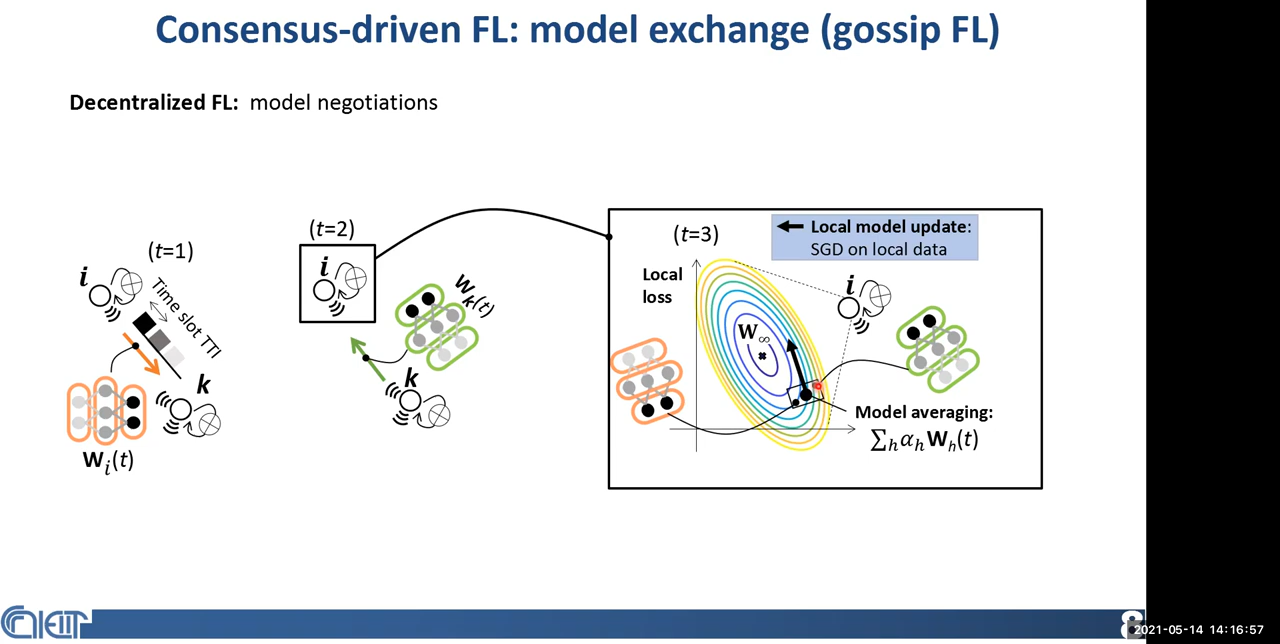 Consensus-driven FL: model exchange (gossip FL)
Decentralized FL: model negotiations
(t=1)
i
Time slot TTI
k
W_i(t)
(t=2)
i
W_k(t)
k
(t=3)
Local model update:
SGD on local data
Local
loss
i
W_∞
Model averaging:
∑_h α_h W_h(t)
8
2021-05-14 14:16:57